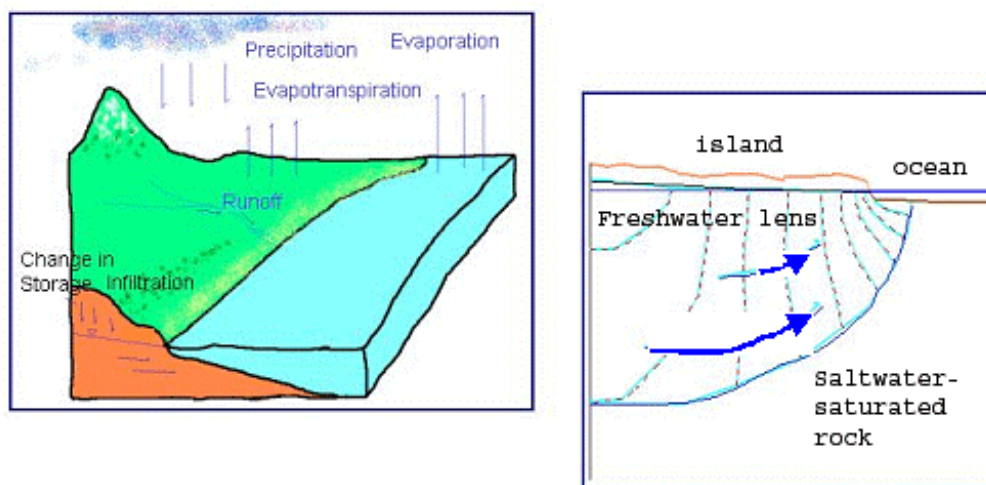 Precipitation
Evaporation
Evapotranspiration
Runoff
Change in
Storage Infiltration
island
ocean
Freshwater lens
Saltwater-
saturated
rock